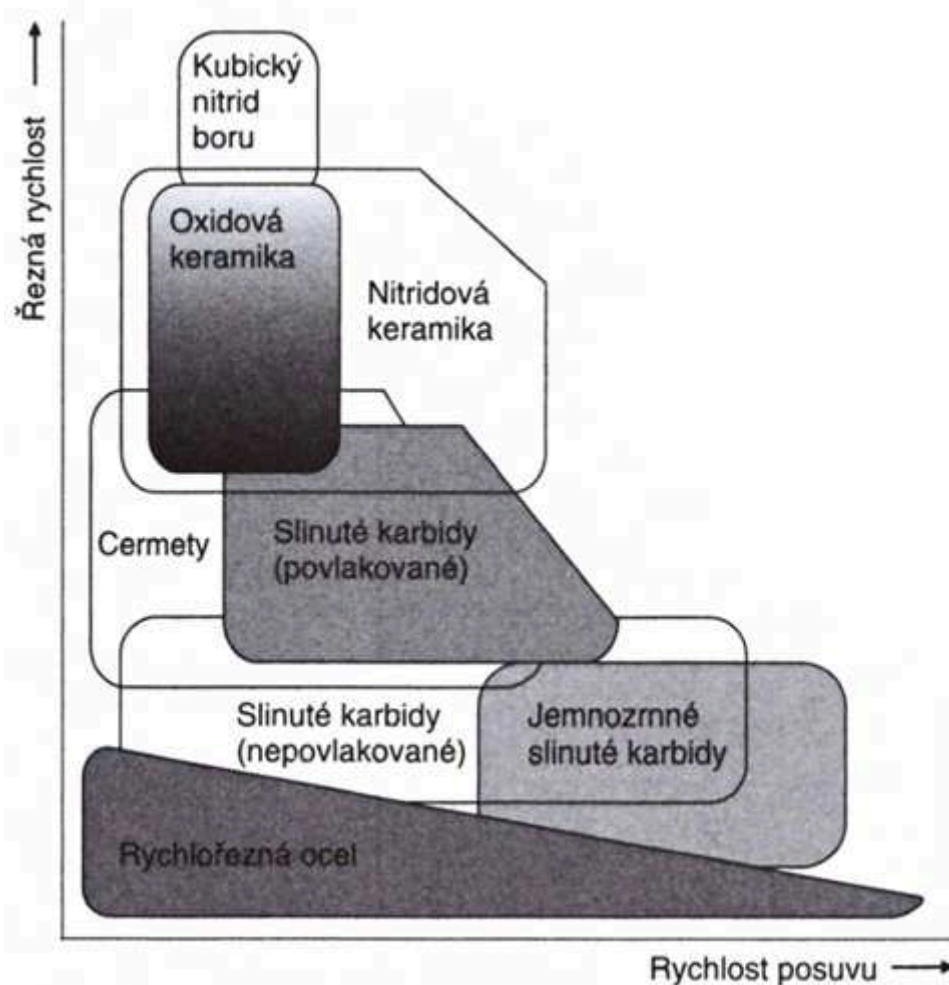 Řezná rychlost
Kubický
nitrid
boru
Oxidová
keramika
Nitridová
keramika
Cermety
Slinuté karbidy
(povlakované)
Slinuté karbidy
(nepovlakované)
Jemnozrnné
slinuté karbidy
Rychlořezná ocel
Rychlost posuvu